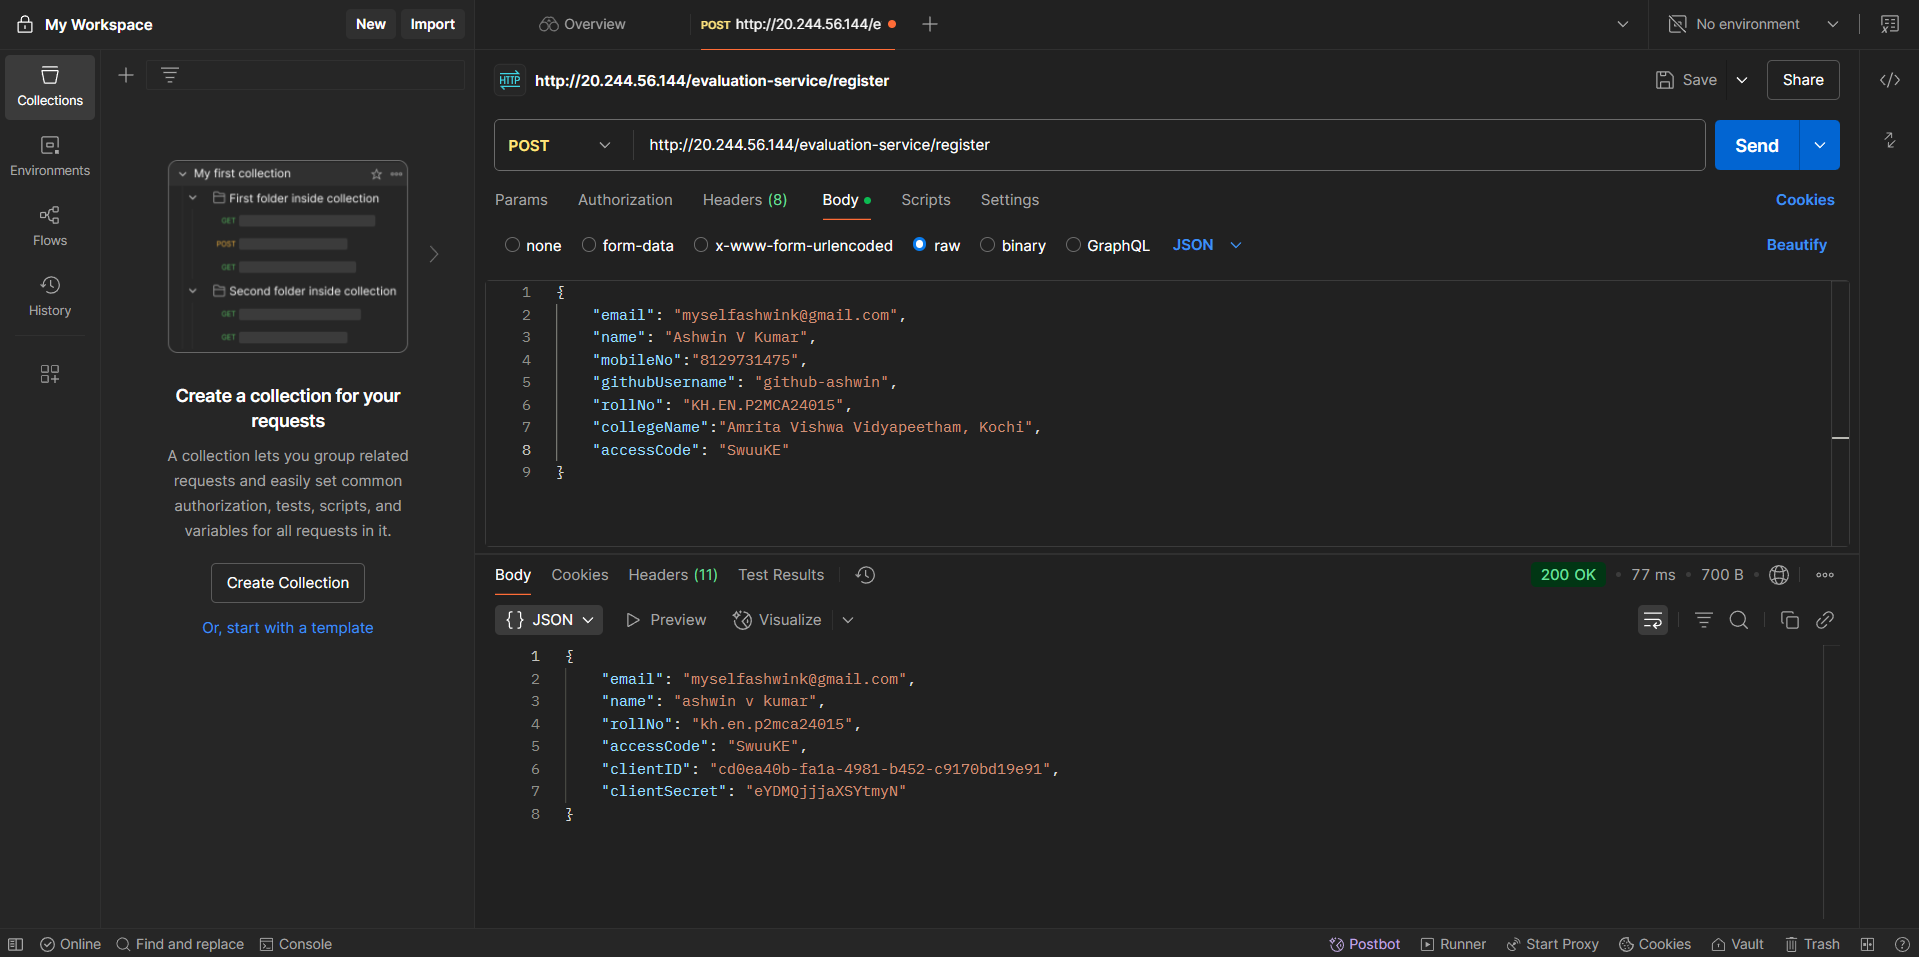 My Workspace
New
Import
Overview
POST http://20.244.56.144/e
No environment
Collections
Environments
Flows
History
My first collection
First folder inside collection
GET
POST
GET
Second folder inside collection
GET
GET
Create a collection for your
requests
A collection lets you group related
requests and easily set common
authorization, tests, scripts, and
variables for all requests in it.
Create Collection
Or, start with a template
HTTP http://20.244.56.144/evaluation-service/register
Save
Share
POST
http://20.244.56.144/evaluation-service/register
Send
Params
Authorization
Headers (8)
Body
Scripts
Settings
Cookies
none
form-data
x-www-form-urlencoded
raw
binary
GraphQL
JSON
Beautify
1 {
2 "email": "myselfashwink@gmail.com",
3 "name": "Ashwin V Kumar",
4 "mobileNo":"8129731475",
5 "githubUsername": "github-ashwin",
6 "rollNo": "KH.EN.P2MCA24015",
7 "collegeName":"Amrita Vishwa Vidyapeetham, Kochi",
8 "accessCode": "SwuuKE"
9 }
Body
Cookies
Headers (11)
Test Results
200 OK
77 ms
700 B
{} JSON
Preview
Visualize
1 {
2 "email": "myselfashwink@gmail.com",
3 "name": "ashwin v kumar",
4 "rollNo": "kh.en.p2mca24015",
5 "accessCode": "SwuuKE",
6 "clientID": "cd0ea40b-fa1a-4981-b452-c9170bd19e91",
7 "clientSecret": "eYDMQjjjaXSYtmyN"
8 }
Online
Find and replace
Console
Postbot
Runner
Start Proxy
Cookies
Vault
Trash